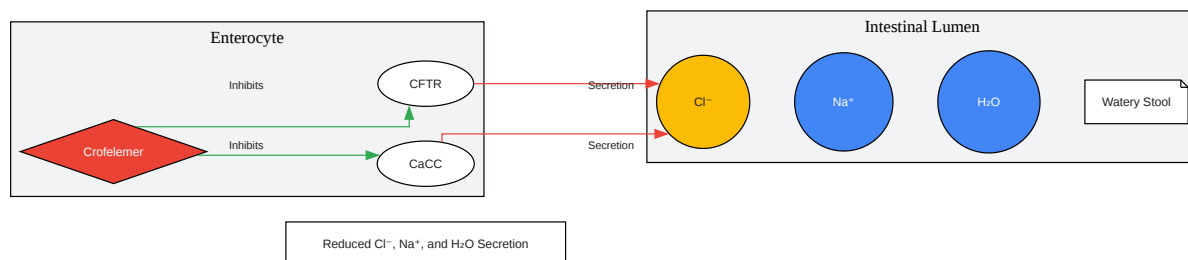 Enterocyte
Intestinal Lumen
Inhibits
CFTR
Secretion
Cl⁻
Na⁺
H₂O
Watery Stool
Crofelemer
Inhibits
CaCC
Secretion
Reduced Cl⁻, Na⁺, and H₂O Secretion